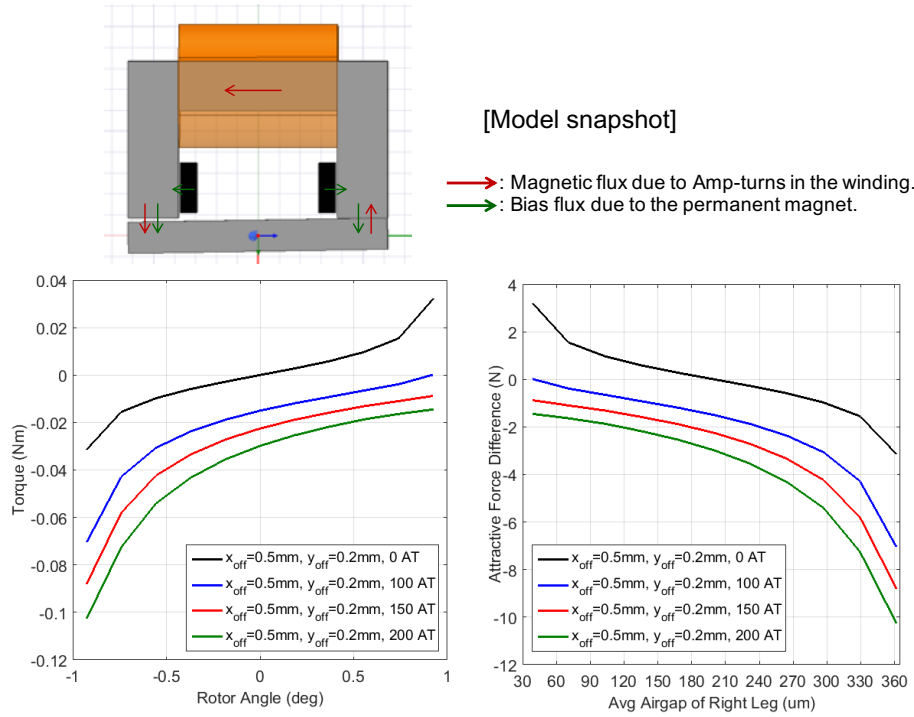 [Model snapshot]
: Magnetic flux due to Amp-turns in the winding.
: Bias flux due to the permanent magnet.
0.04
0.02
0
-0.02
-0.04
-0.06
-0.08
-0.1
-0.12
Torque (Nm)
-1
-0.5
0
0.5
1
Rotor Angle (deg)
xoff=0.5mm, yoff=0.2mm, 0 AT
xoff=0.5mm, yoff=0.2mm, 100 AT
xoff=0.5mm, yoff=0.2mm, 150 AT
xoff=0.5mm, yoff=0.2mm, 200 AT
4
2
0
-2
-4
-6
-8
-10
-12
Attractive Force Difference (N)
30 60 90 120 150 180 210 240 270 300 330 360
Avg Airgap of Right Leg (um)
xoff=0.5mm, yoff=0.2mm, 0 AT
xoff=0.5mm, yoff=0.2mm, 100 AT
xoff=0.5mm, yoff=0.2mm, 150 AT
xoff=0.5mm, yoff=0.2mm, 200 AT